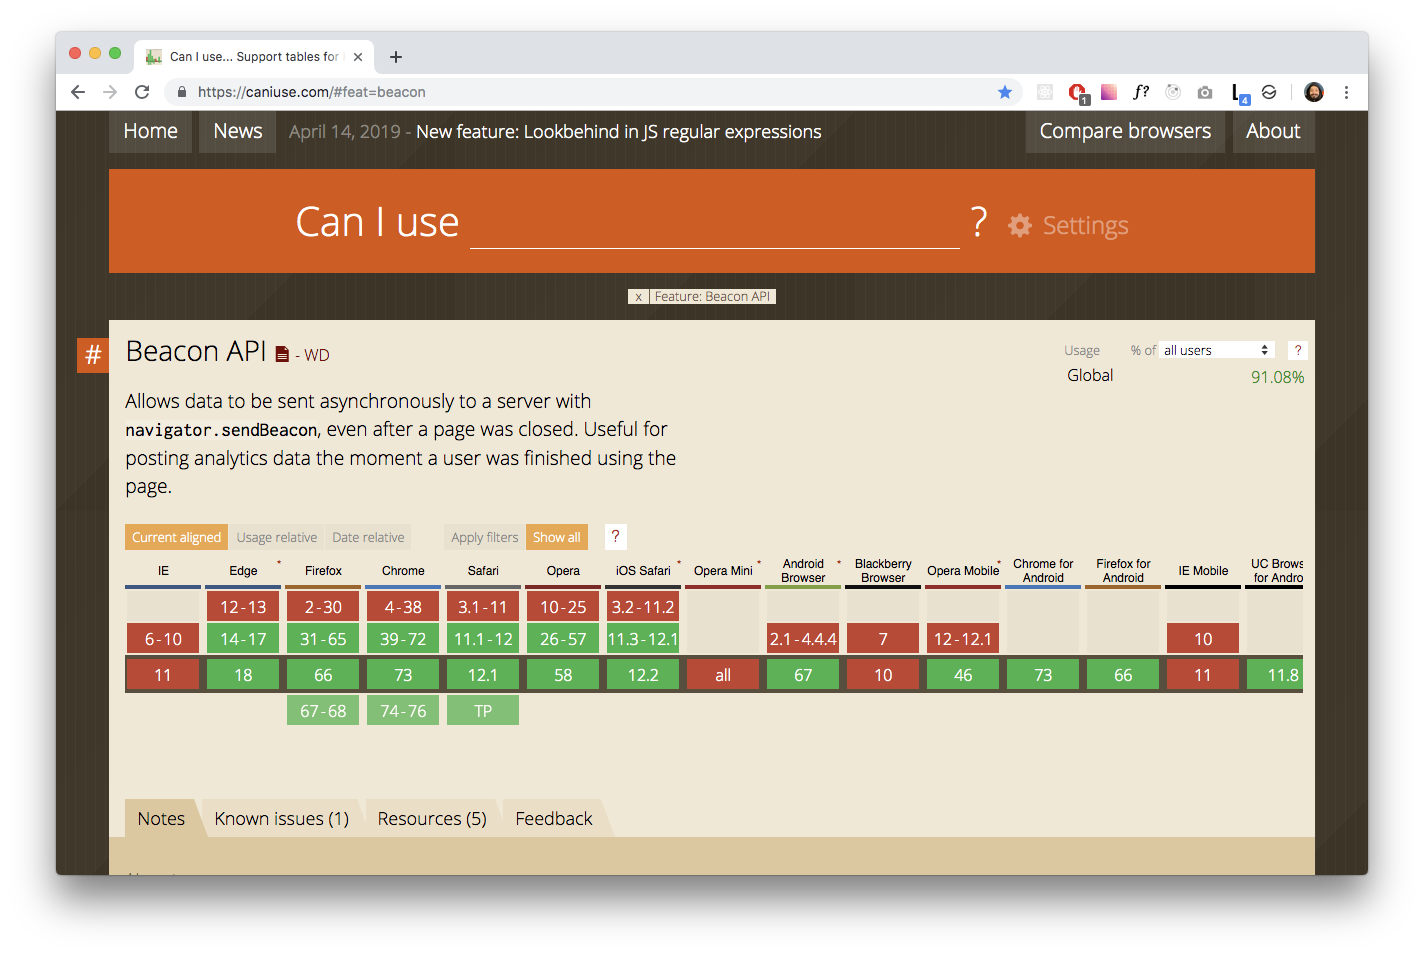 Can I use... Support tables for
https://caniuse.com/#feat=beacon
f?
1
4
Home
News
April 14, 2019 - New feature: Lookbehind in JS regular expressions
Compare browsers
About
Can I use
?
Settings
x Feature: Beacon API
#
Beacon API - WD
Usage % of all users ?
Global 91.08%
Allows data to be sent asynchronously to a server with
navigator.sendBeacon, even after a page was closed. Useful for
posting analytics data the moment a user was finished using the
page.
Current aligned Usage relative Date relative Apply filters Show all ?
IE Edge * Firefox Chrome Safari Opera iOS Safari * Opera Mini * Android Browser * Blackberry Browser Opera Mobile * Chrome for Android Firefox for Android IE Mobile UC Brows for Andro
12-13 2-30 4-38 3.1-11 10-25 3.2-11.2
6-10 14-17 31-65 39-72 11.1-12 26-57 11.3-12.1 2.1-4.4.4 7 12-12.1 10
11 18 66 73 12.1 58 12.2 all 67 10 46 73 66 11 11.8
67-68 74-76 TP
Notes Known issues (1) Resources (5) Feedback